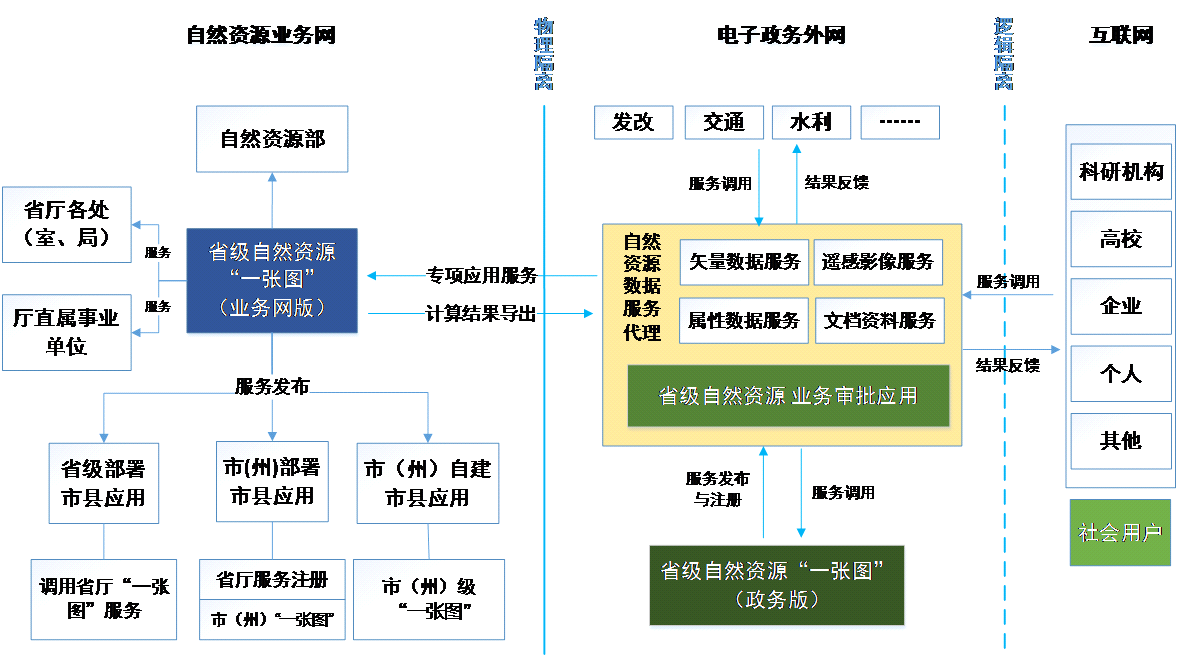 自然资源业务网
物理隔离
电子政务外网
逻辑隔离
互联网
自然资源部
省厅各处
（室、局）
服务
厅直属事业
单位
服务
省级自然资源
“一张图”
（业务网版）
服务发布
省级部署
市县应用
市(州)部署
市县应用
市（州）自建
市县应用
调用省厅“一张
图”服务
省厅服务注册
市（州）“一张图”
市（州）级
“一张图”
专项应用服务
计算结果导出
发改
交通
水利
······
服务调用
结果反馈
自然
资源
数据
服务
代理
矢量数据服务
遥感影像服务
属性数据服务
文档资料服务
省级自然资源 业务审批应用
服务发布
与注册
服务调用
省级自然资源“一张图”
（政务版）
服务调用
结果反馈
科研机构
高校
企业
个人
其他
社会用户